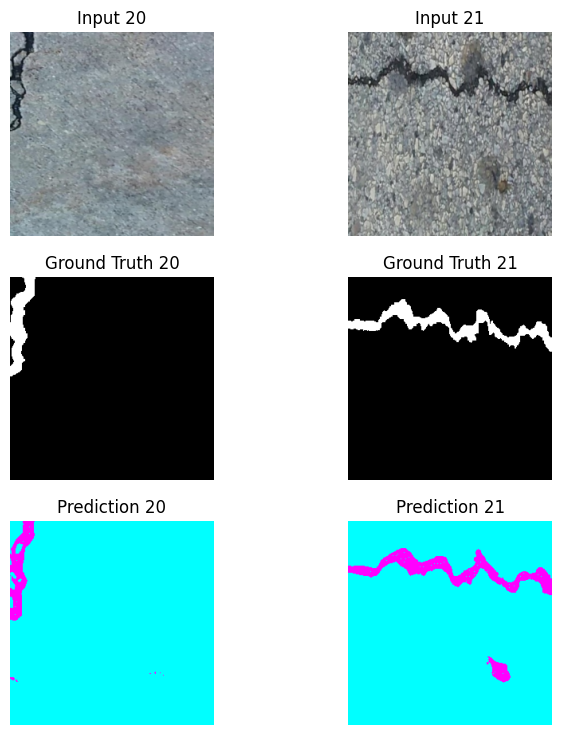 Input 20
Input 21
Ground Truth 20
Ground Truth 21
Prediction 20
Prediction 21